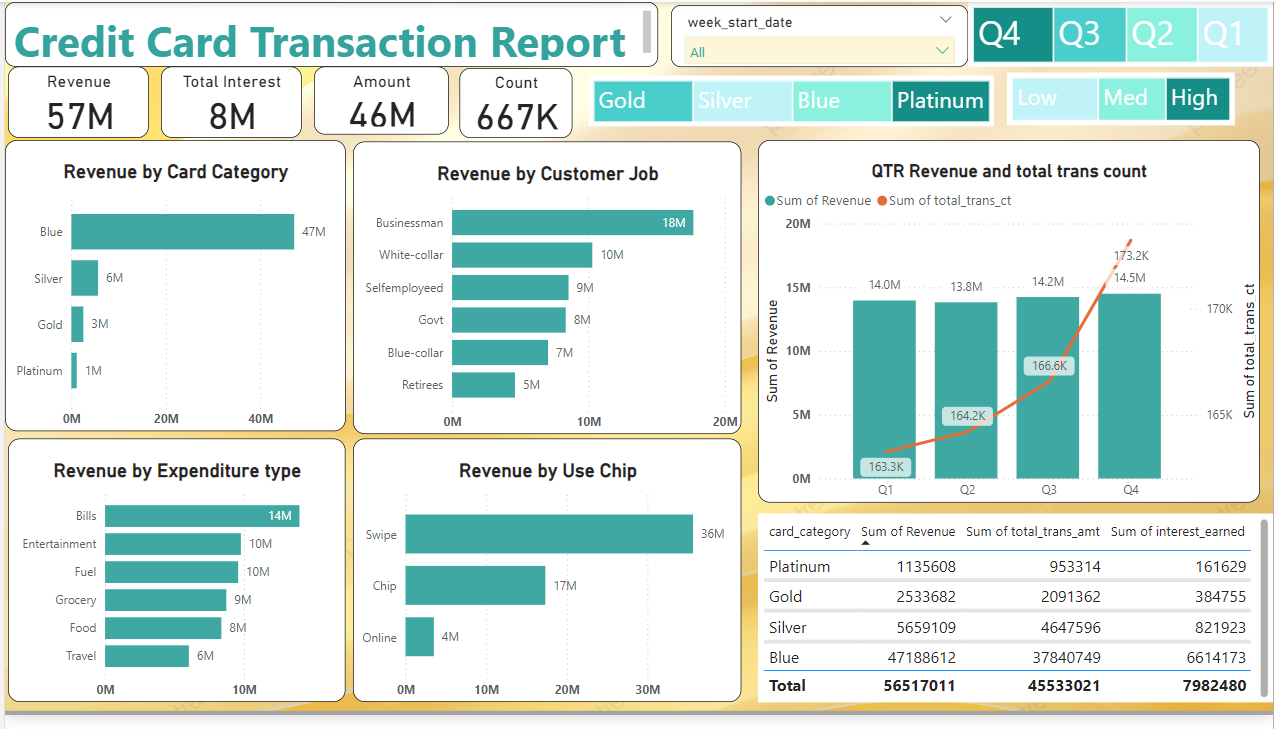 Credit Card Transaction Report
week_start_date
All
Q4 Q3 Q2 Q1
Revenue
57M
Total Interest
8M
Amount
46M
Count
667K
Gold Silver Blue Platinum
Low Med High
Revenue by Card Category
Blue 47M
Silver 6M
Gold 3M
Platinum 1M
0M 20M 40M
Revenue by Customer Job
Businessman 18M
White-collar 10M
Selfemployeed 9M
Govt 8M
Blue-collar 7M
Retirees 5M
0M 10M 20M
QTR Revenue and total trans count
Sum of Revenue Sum of total_trans_ct
20M
15M
10M
5M
0M
Sum of Revenue
14.0M 13.8M 14.2M 14.5M
163.3K 164.2K 166.6K 173.2K
Q1 Q2 Q3 Q4
170K
165K
Sum of total_trans_ct
Revenue by Expenditure type
Bills 14M
Entertainment 10M
Fuel 10M
Grocery 9M
Food 8M
Travel 6M
0M 10M
Revenue by Use Chip
Swipe 36M
Chip 17M
Online 4M
0M 10M 20M 30M
card_category Sum of Revenue Sum of total_trans_amt Sum of interest_earned
Platinum 1135608 953314 161629
Gold 2533682 2091362 384755
Silver 5659109 4647596 821923
Blue 47188612 37840749 6614173
Total 56517011 45533021 7982480